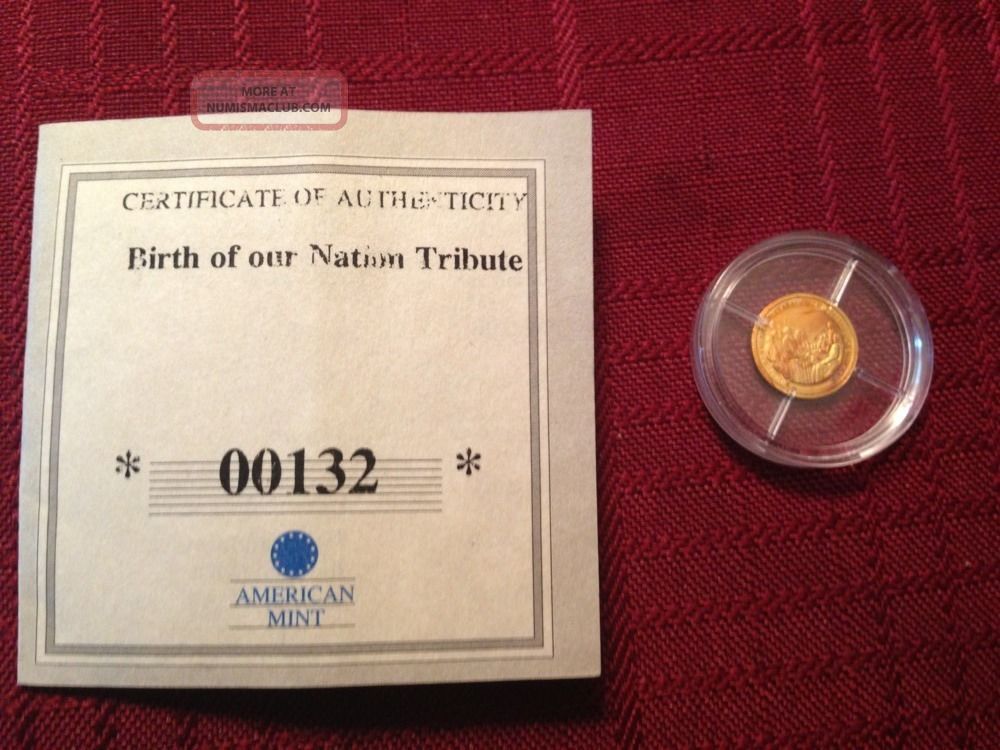 MORE AT
NUMISMACLUB.COM
CERTIFICATE OF AUTHENTICITY
Birth of our Nation Tribute
* 00132 *
AMERICAN
MINT